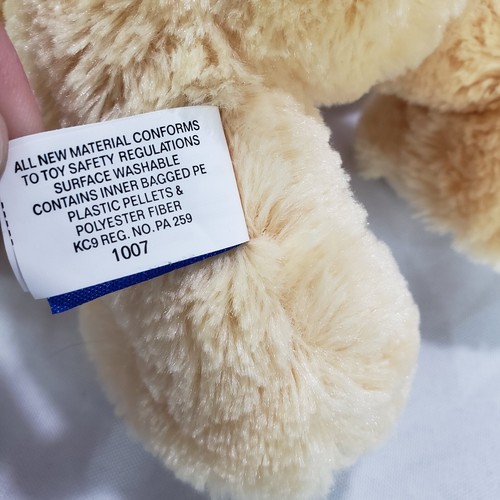 ALL NEW MATERIAL CONFORMS
TO TOY SAFETY REGULATIONS
SURFACE WASHABLE
CONTAINS INNER BAGGED PE
PLASTIC PELLETS &
POLYESTER FIBER
KC9 REG. NO. PA 259
1007